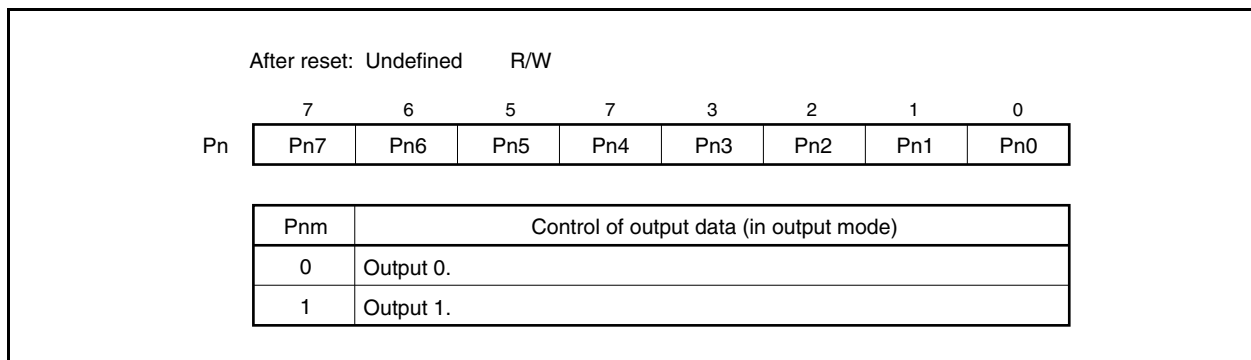 After reset: Undefined R/W
7 6 5 7 3 2 1 0
Pn Pn7 Pn6 Pn5 Pn4 Pn3 Pn2 Pn1 Pn0
Pnm Control of output data (in output mode)
0 Output 0.
1 Output 1.